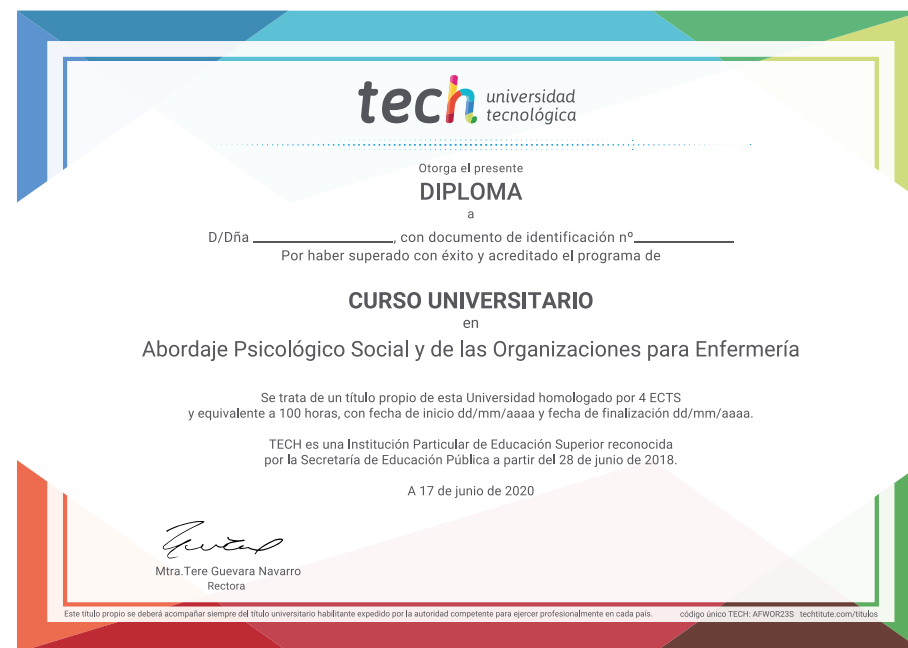 tech universidad
tecnológica
Otorga el presente
DIPLOMA
a
D/Dña ________________, con documento de identificación nº____________
Por haber superado con éxito y acreditado el programa de
CURSO UNIVERSITARIO
en
Abordaje Psicológico Social y de las Organizaciones para Enfermería
Se trata de un título propio de esta Universidad homologado por 4 ECTS
y equivalente a 100 horas, con fecha de inicio dd/mm/aaaa y fecha de finalización dd/mm/aaaa.
TECH es una Institución Particular de Educación Superior reconocida
por la Secretaría de Educación Pública a partir del 28 de junio de 2018.
A 17 de junio de 2020
Mtra.Tere Guevara Navarro
Rectora
Este título propio se deberá acompañar siempre del título universitario habilitante expedido por la autoridad competente para ejercer profesionalmente en cada país. código único TECH: AFWOR23S techtitute.com/titulos